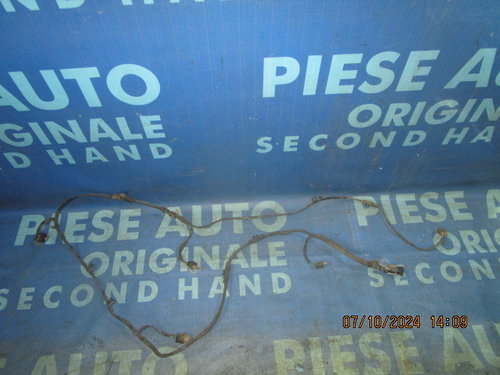 AUTO
ORIGINALE
SECOND HAND
PIESE AUTO
ORIGINALE
SECOND HAND
PIESE AUTO
ORIGINALE
SECOND HAND
PIESE AUTO
ORIGINALE
SECOND HAND
AUTO
PIESE
07/10/2024 14:09